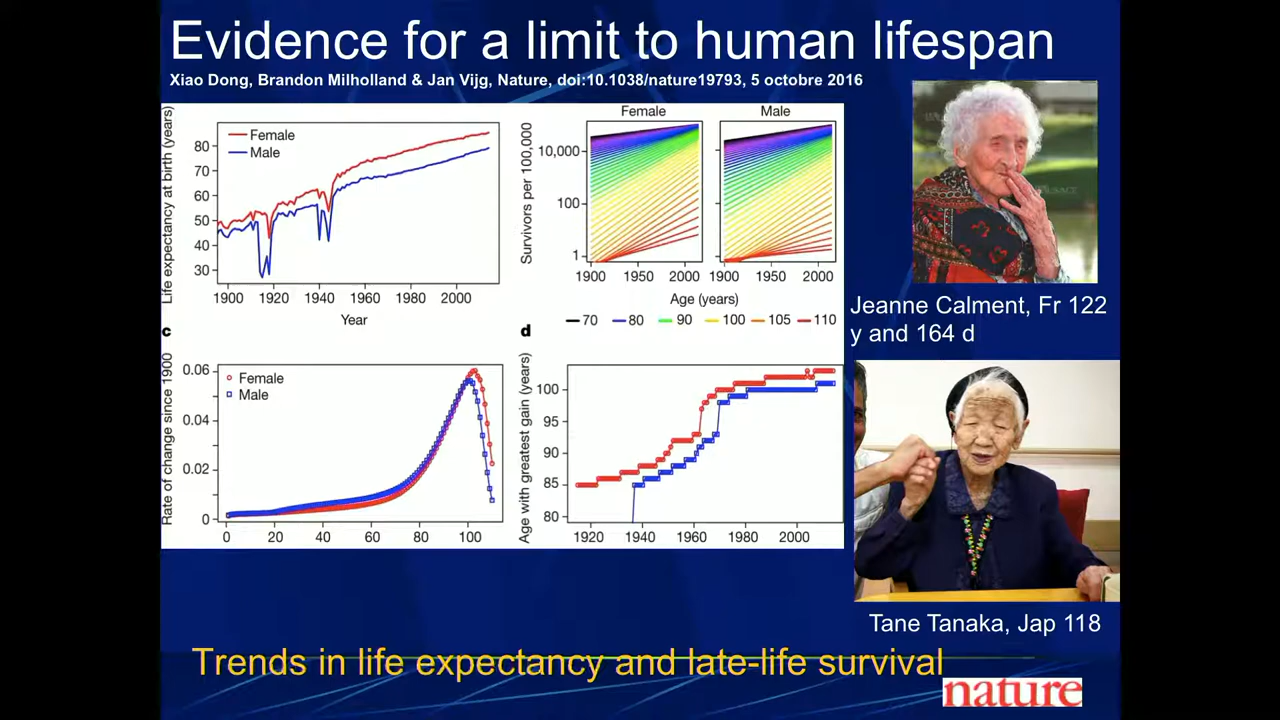 Evidence for a limit to human lifespan
Xiao Dong, Brandon Milholland & Jan Vijg, Nature, doi:10.1038/nature19793, 5 octobre 2016
Life expectancy at birth (years)
Female
Male
80
70
60
50
40
30
1900 1920 1940 1960 1980 2000
Year
Female Male
Survivors per 100,000
10,000
100
1
1900 1950 2000 1900 1950 2000
Age (years)
70 80 90 100 105 110
c
Rate of change since 1900
Female
Male
0.06
0.04
0.02
0
0 20 40 60 80 100
d
Age with greatest gain (years)
100
95
90
85
80
1920 1940 1960 1980 2000
Jeanne Calment, Fr 122
y and 164 d
Tane Tanaka, Jap 118
Trends in life expectancy and late-life survival
nature